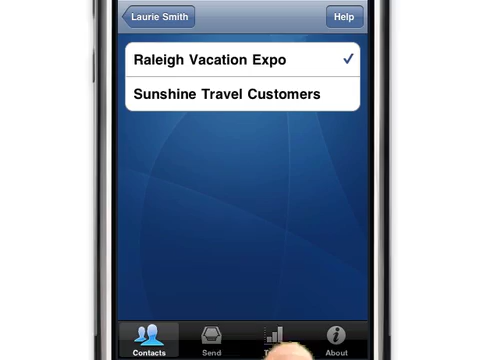 Laurie Smith
Help
Raleigh Vacation Expo
Sunshine Travel Customers
Contacts
Send
About